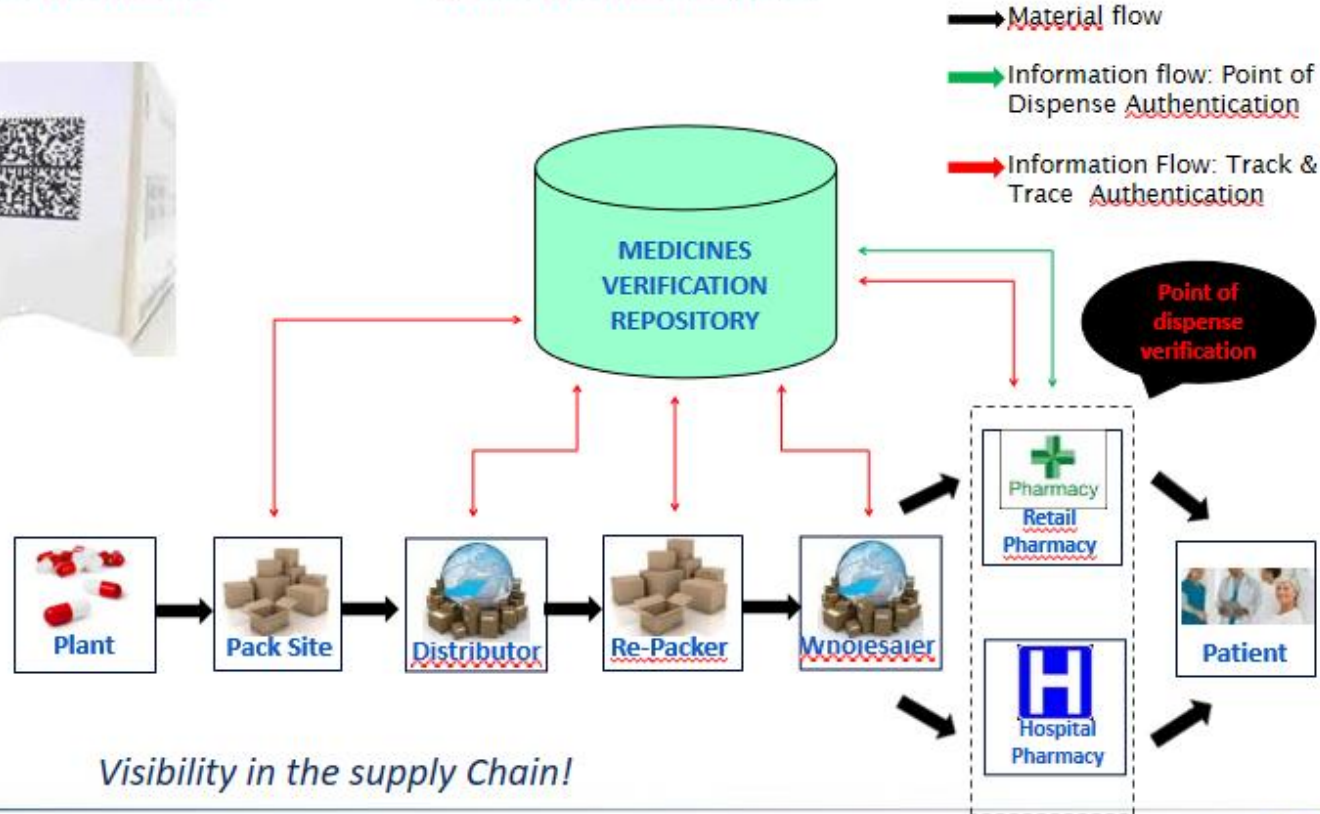 Material flow
Information flow: Point of
Dispense Authentication
Information Flow: Track &
Trace Authentication
MEDICINES
VERIFICATION
REPOSITORY
Point of
dispense
verification
Pharmacy
Retail
Pharmacy
Plant
Pack Site
Distributor
Re-Packer
Wholesaler
H
Hospital
Pharmacy
Patient
Visibility in the supply Chain!